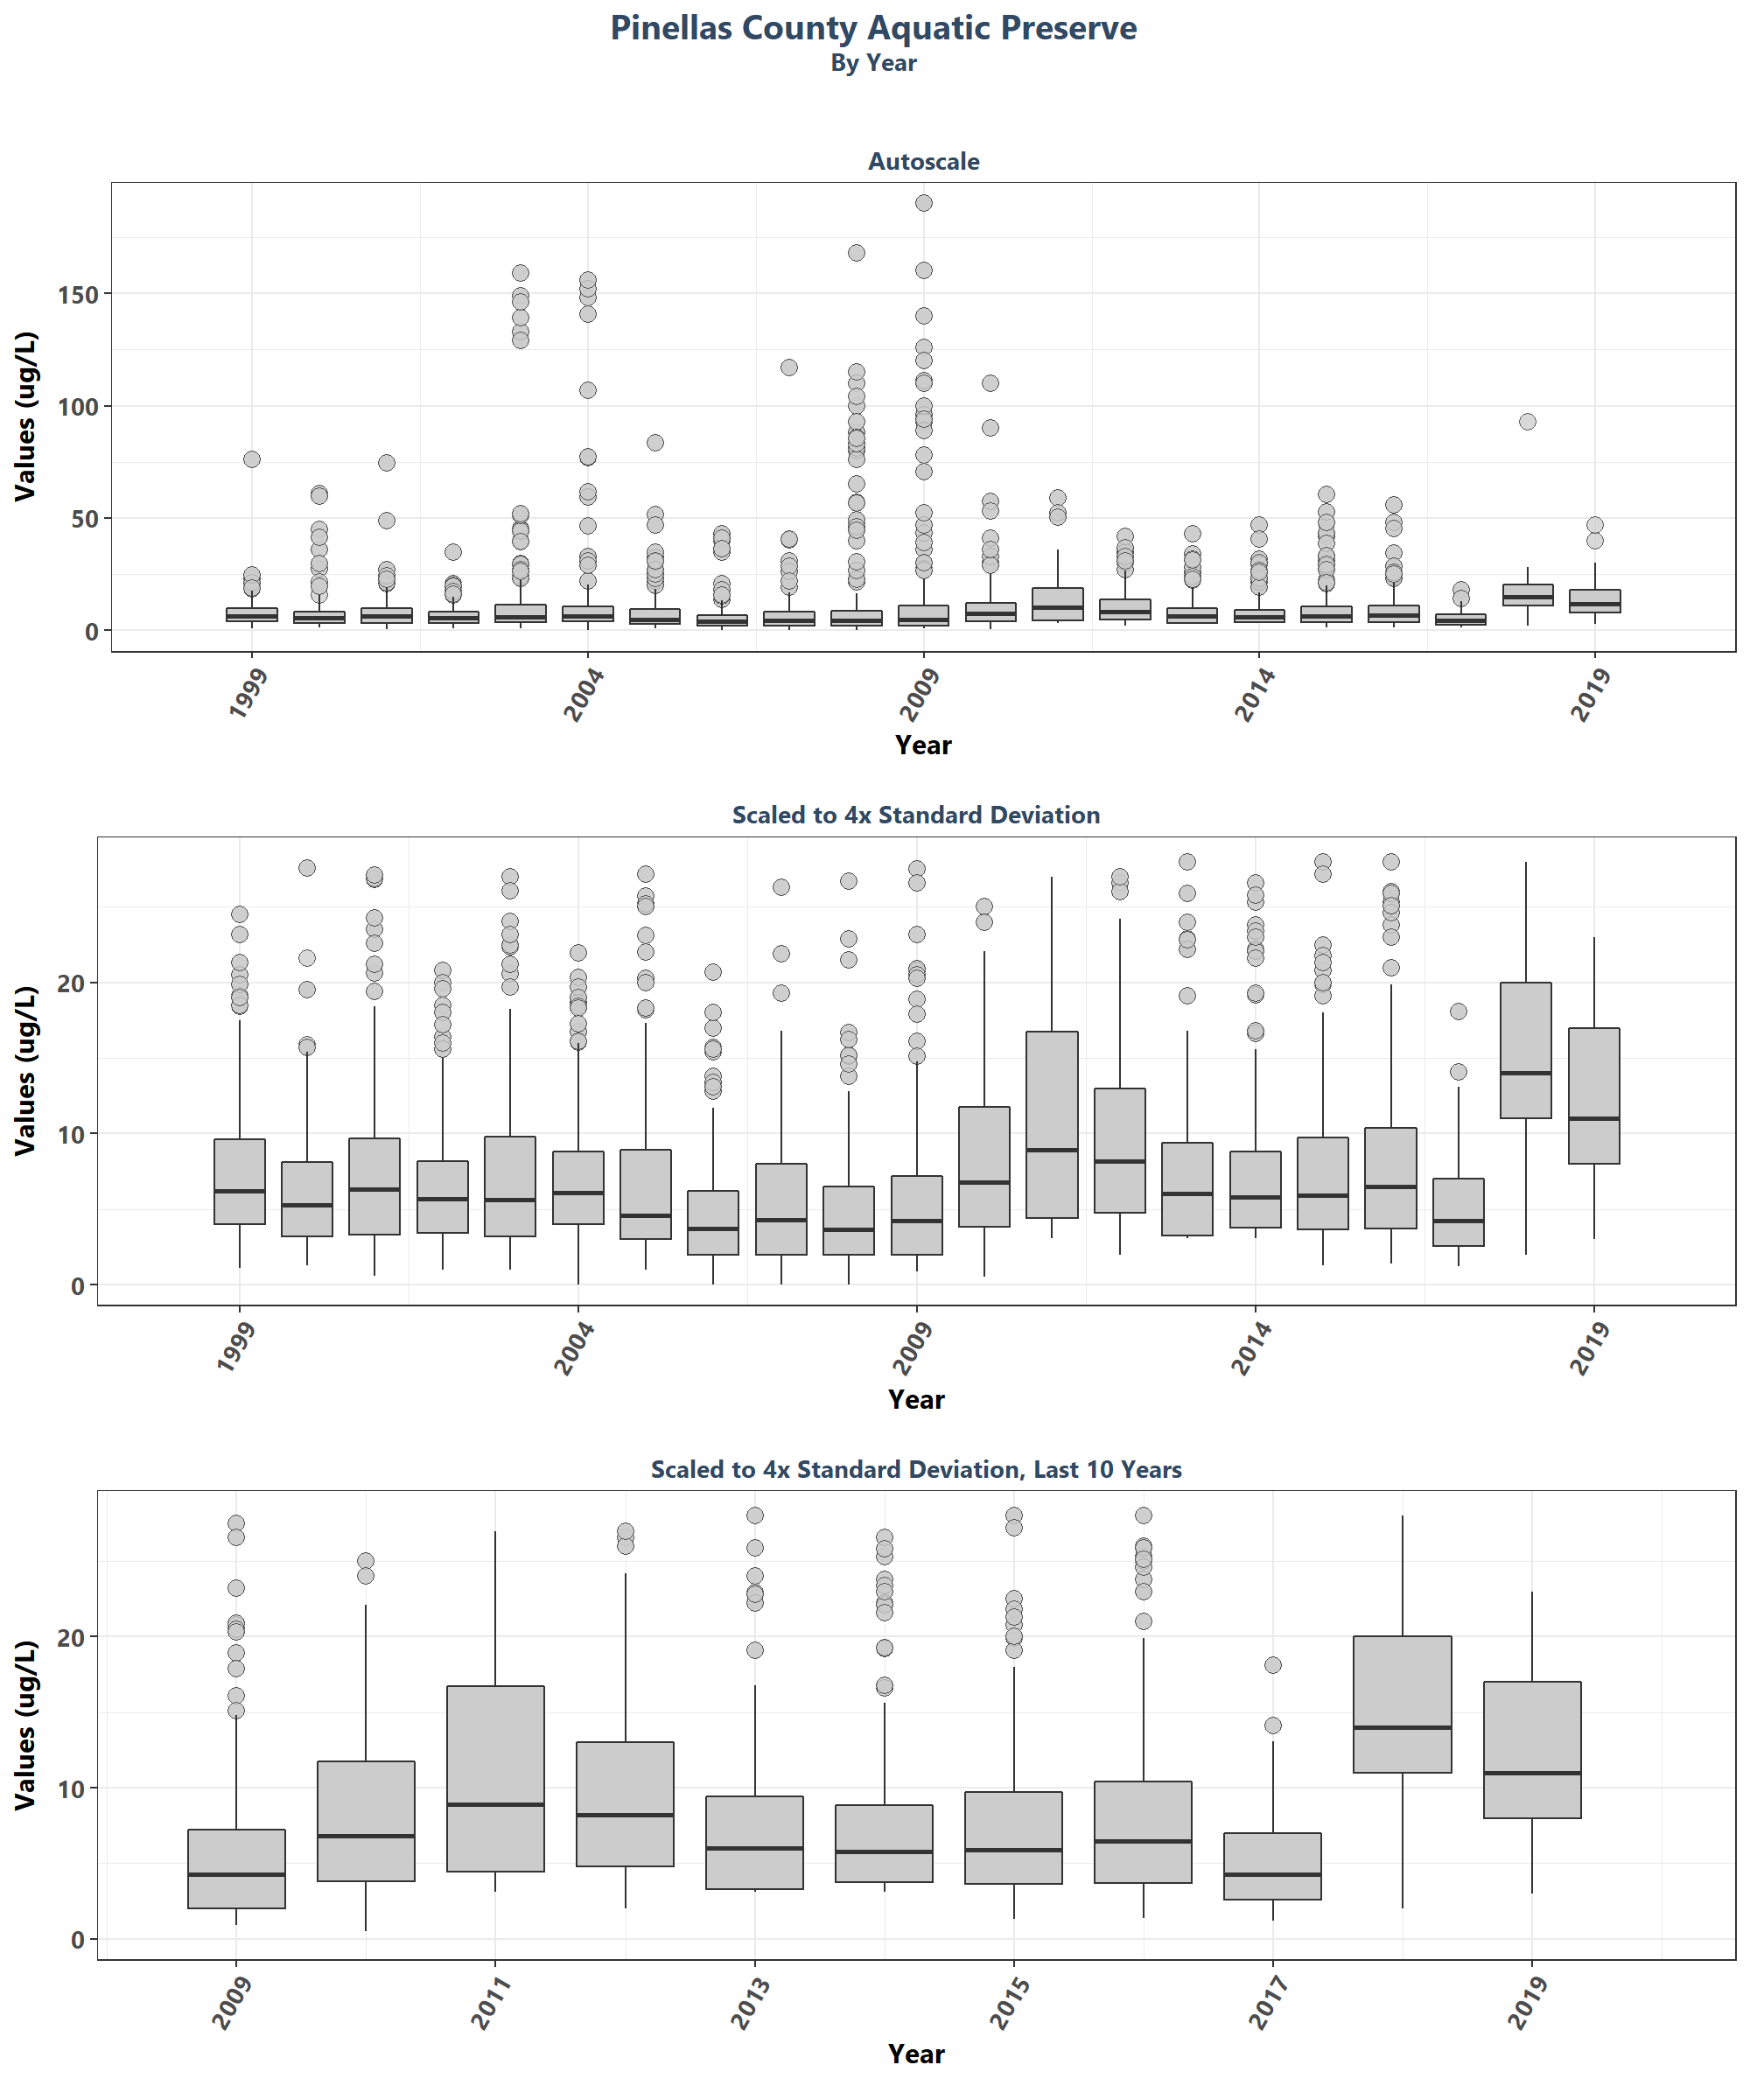 Pinellas County Aquatic Preserve
By Year
Autoscale
Values (ug/L)
150
100
50
0
1999 2004 2009 2014 2019
Year
Scaled to 4x Standard Deviation
Values (ug/L)
20
10
0
1999 2004 2009 2014 2019
Year
Scaled to 4x Standard Deviation, Last 10 Years
Values (ug/L)
20
10
0
2009 2011 2013 2015 2017 2019
Year